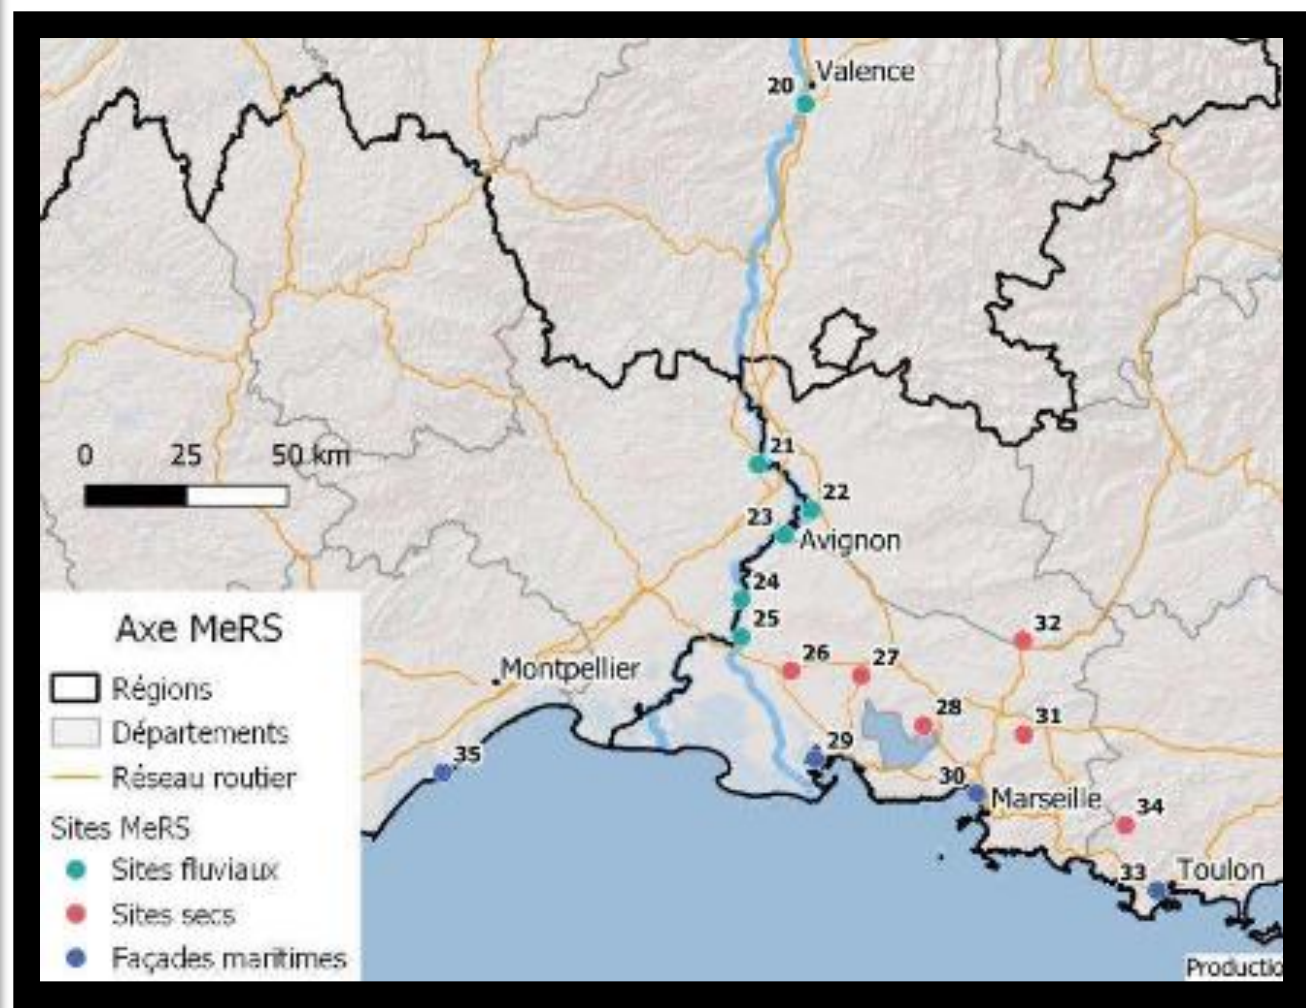 Valence
20
0 25 50 km
21
22
23
Avignon
24
25
32
26
27
Montpellier
28
31
29
35
30
Marseille
34
33
Toulon
Axe MeRS
Régions
Départements
Réseau routier
Sites MeRS
Sites fluviaux
Sites secs
Façades maritimes